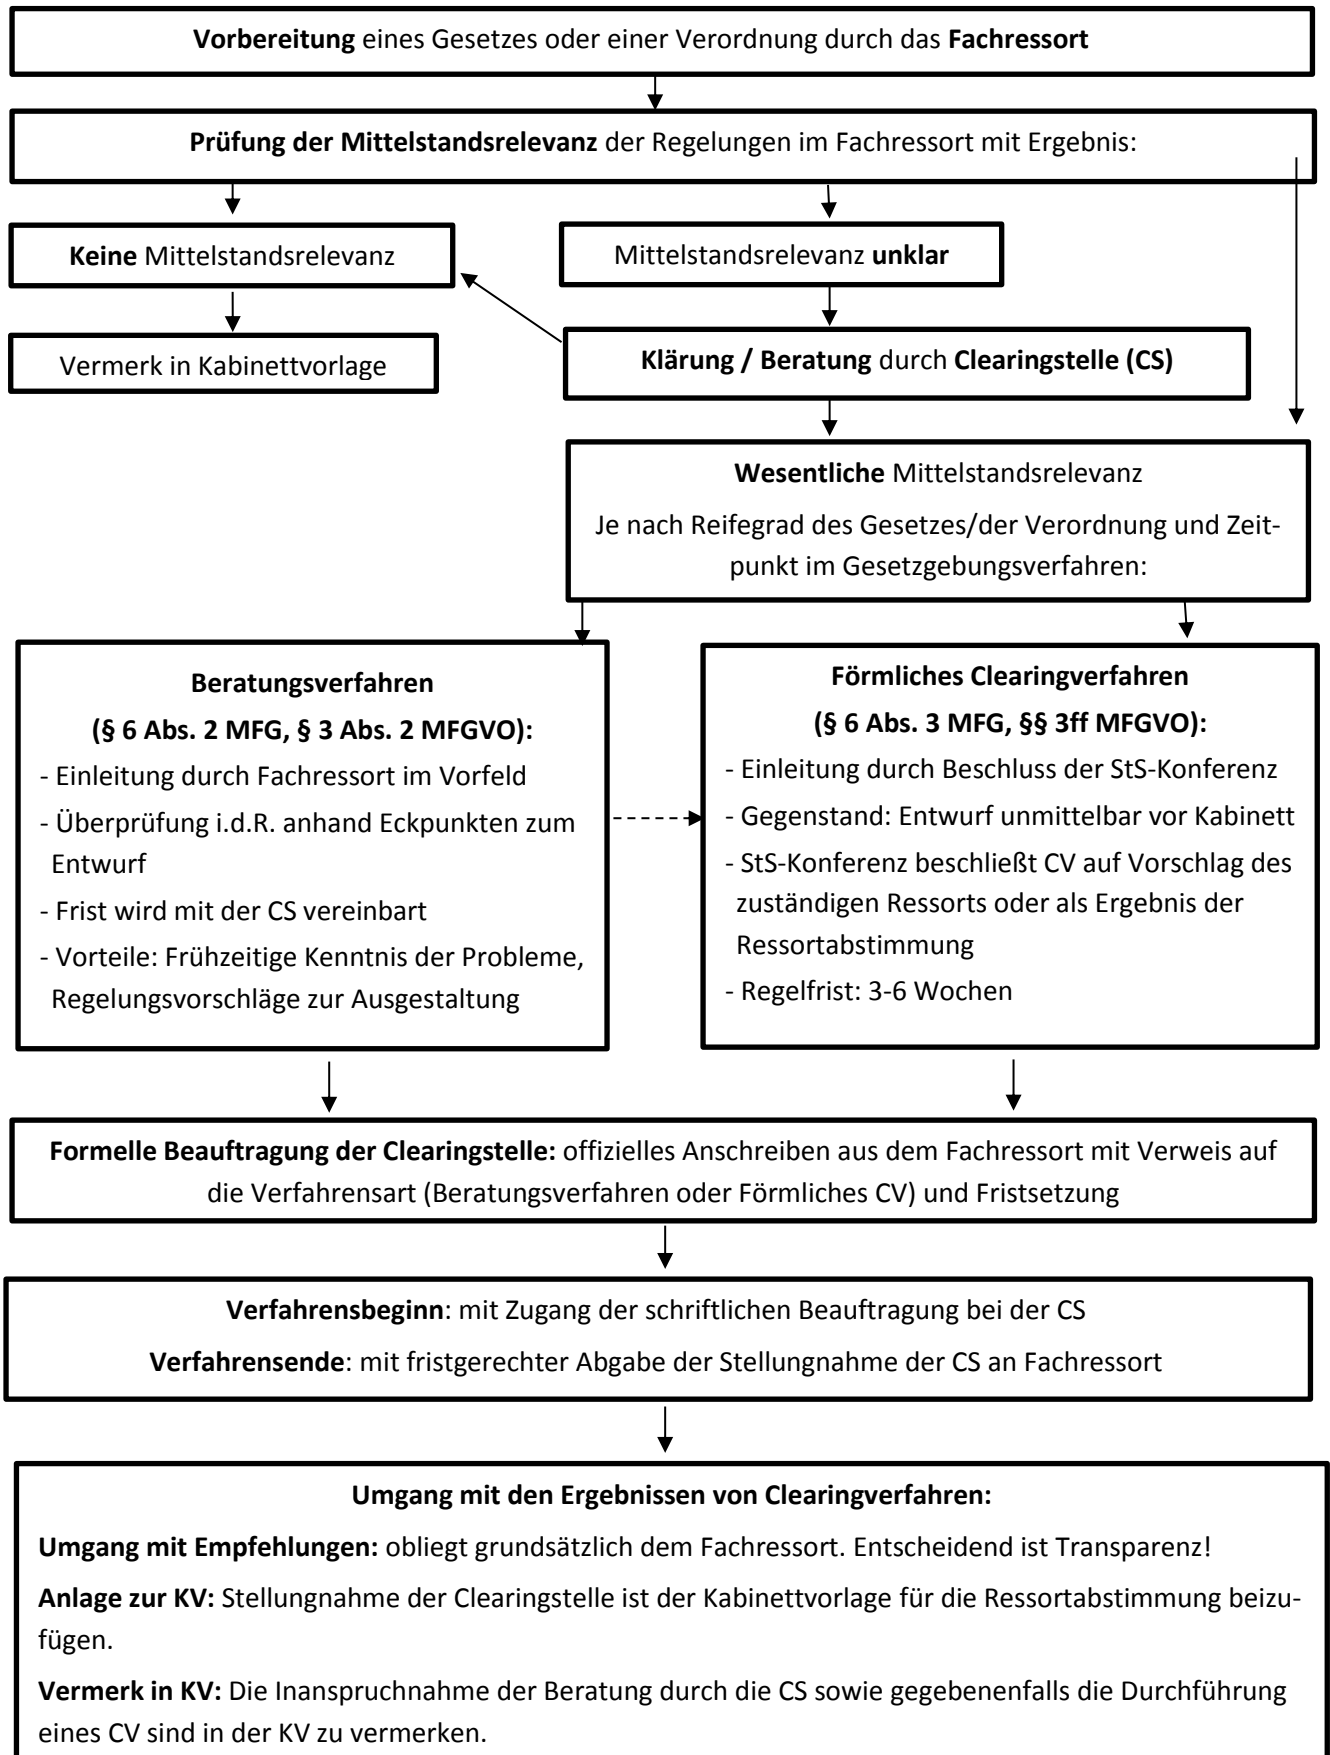 Vorbereitung eines Gesetzes oder einer Verordnung durch das Fachressort
Prüfung der Mittelstandsrelevanz der Regelungen im Fachressort mit Ergebnis:
Keine Mittelstandsrelevanz
Mittelstandsrelevanz unklar
Vermerk in Kabinettvorlage
Klärung / Beratung durch Clearingstelle (CS)
Wesentliche Mittelstandsrelevanz
Je nach Reifegrad des Gesetzes/der Verordnung und Zeit-
punkt im Gesetzgebungsverfahren:
Beratungsverfahren
(§ 6 Abs. 2 MFG, § 3 Abs. 2 MFGVO):
- Einleitung durch Fachressort im Vorfeld
- Überprüfung i.d.R. anhand Eckpunkten zum
Entwurf
- Frist wird mit der CS vereinbart
- Vorteile: Frühzeitige Kenntnis der Probleme,
Regelungsvorschläge zur Ausgestaltung
Förmliches Clearingverfahren
(§ 6 Abs. 3 MFG, §§ 3ff MFGVO):
- Einleitung durch Beschluss der StS-Konferenz
- Gegenstand: Entwurf unmittelbar vor Kabinett
- StS-Konferenz beschließt CV auf Vorschlag des
zuständigen Ressorts oder als Ergebnis der
Ressortabstimmung
- Regelfrist: 3-6 Wochen
Formelle Beauftragung der Clearingstelle: offizielles Anschreiben aus dem Fachressort mit Verweis auf
die Verfahrensart (Beratungsverfahren oder Förmliches CV) und Fristsetzung
Verfahrensbeginn: mit Zugang der schriftlichen Beauftragung bei der CS
Verfahrensende: mit fristgerechter Abgabe der Stellungnahme der CS an Fachressort
Umgang mit den Ergebnissen von Clearingverfahren:
Umgang mit Empfehlungen: obliegt grundsätzlich dem Fachressort. Entscheidend ist Transparenz!
Anlage zur KV: Stellungnahme der Clearingstelle ist der Kabinettvorlage für die Ressortabstimmung beizu-
fügen.
Vermerk in KV: Die Inanspruchnahme der Beratung durch die CS sowie gegebenenfalls die Durchführung
eines CV sind in der KV zu vermerken.